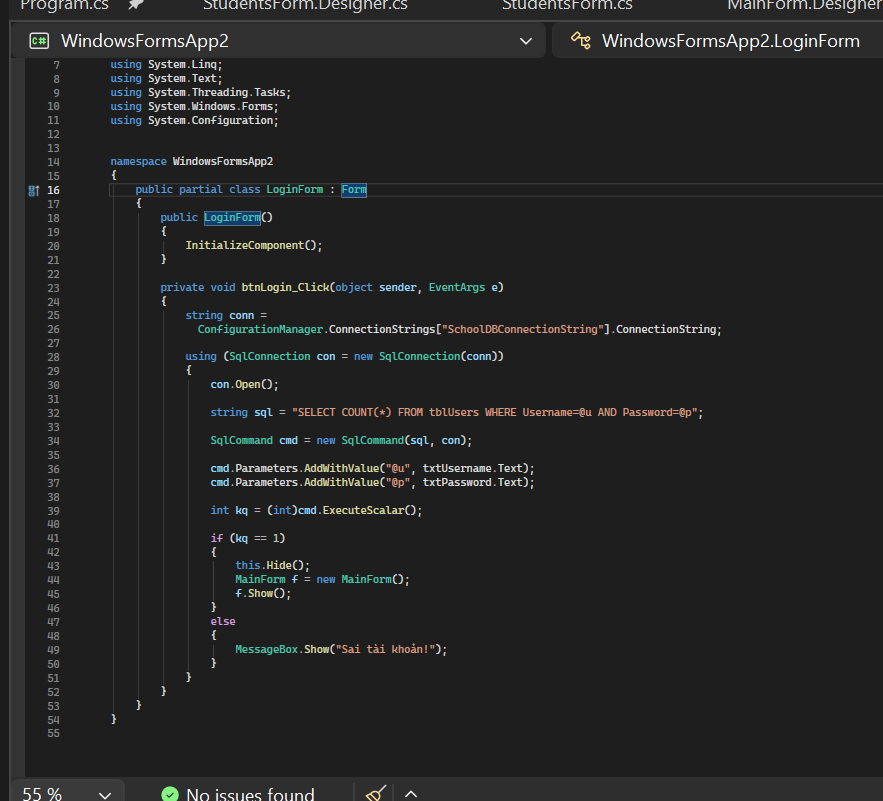 Program.cs StudentsForm.Designer.cs StudentsForm.cs MainForm.Designer
C# WindowsFormsApp2 WindowsFormsApp2.LoginForm
7 using System.Linq;
8 using System.Text;
9 using System.Threading.Tasks;
10 using System.Windows.Forms;
11 using System.Configuration;
12
13
14 namespace WindowsFormsApp2
15 {
16 public partial class LoginForm : Form
17 {
18 public LoginForm()
19 {
20 InitializeComponent();
21 }
22
23 private void btnLogin_Click(object sender, EventArgs e)
24 {
25 string conn =
26 ConfigurationManager.ConnectionStrings["SchoolDBConnectionString"].ConnectionString;
27
28 using (SqlConnection con = new SqlConnection(conn))
29 {
30 con.Open();
31
32 string sql = "SELECT COUNT(*) FROM tblUsers WHERE Username=@u AND Password=@p";
33
34 SqlCommand cmd = new SqlCommand(sql, con);
35
36 cmd.Parameters.AddWithValue("@u", txtUsername.Text);
37 cmd.Parameters.AddWithValue("@p", txtPassword.Text);
38
39 int kq = (int)cmd.ExecuteScalar();
40
41 if (kq == 1)
42 {
43 this.Hide();
44 MainForm f = new MainForm();
45 f.Show();
46 }
47 else
48 {
49 MessageBox.Show("Sai tài khoản!");
50 }
51 }
52 }
53 }
54 }
55
55 % No issues found